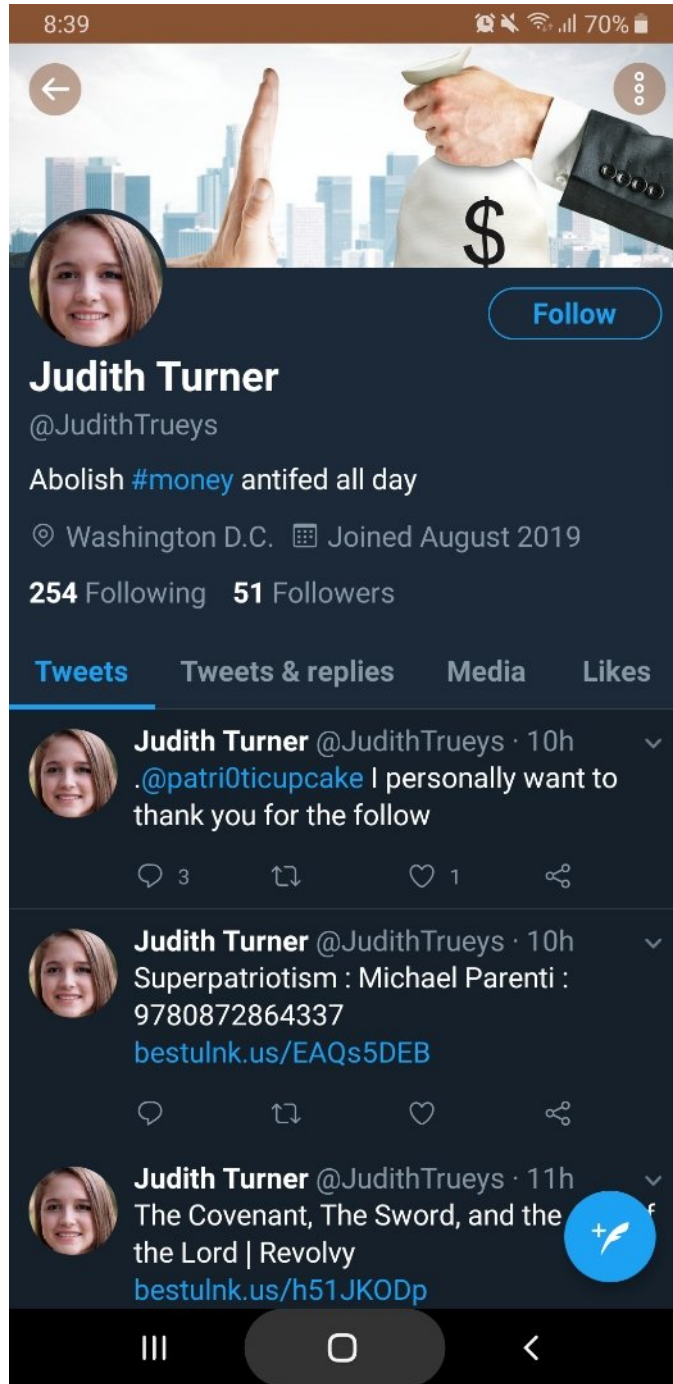 8:39 70%
$
Follow
Judith Turner
@JudithTrueys
Abolish #money antifed all day
Washington D.C. Joined August 2019
254 Following 51 Followers
Tweets Tweets & replies Media Likes
Judith Turner @JudithTrueys · 10h
.@patri0ticupcake I personally want to
thank you for the follow
3 1
Judith Turner @JudithTrueys · 10h
Superpatriotism : Michael Parenti :
9780872864337
bestulnk.us/EAQs5DEB
Judith Turner @JudithTrueys · 11h
The Covenant, The Sword, and the
the Lord | Revolvy
bestulnk.us/h51JKODp